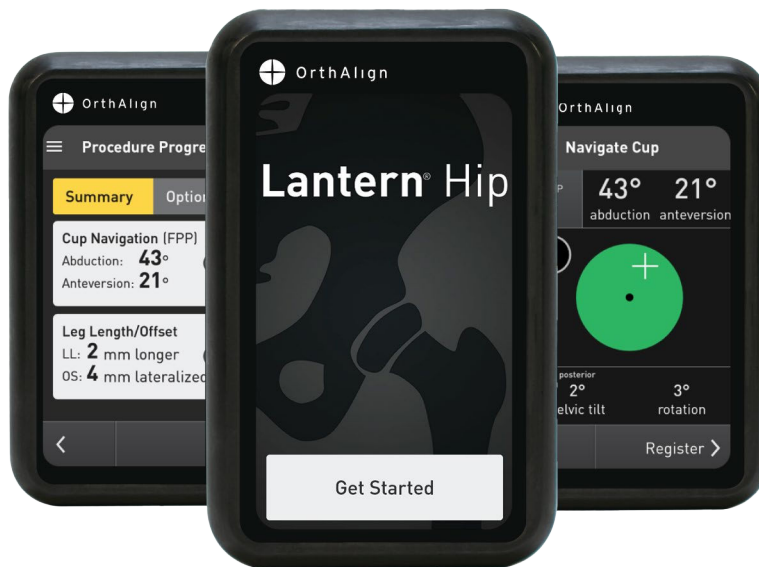 OrthAlign
Procedure Progre
Summary Option
Cup Navigation (FPP)
Abduction: 43°
Anteversion: 21°
Leg Length/Offset
LL: 2 mm longer
OS: 4 mm lateralized
OrthAlign
Lantern® Hip
Get Started
OrthAlign
Navigate Cup
P
43° 21°
abduction anteversion
posterior
2° 3°
elvic tilt rotation
Register